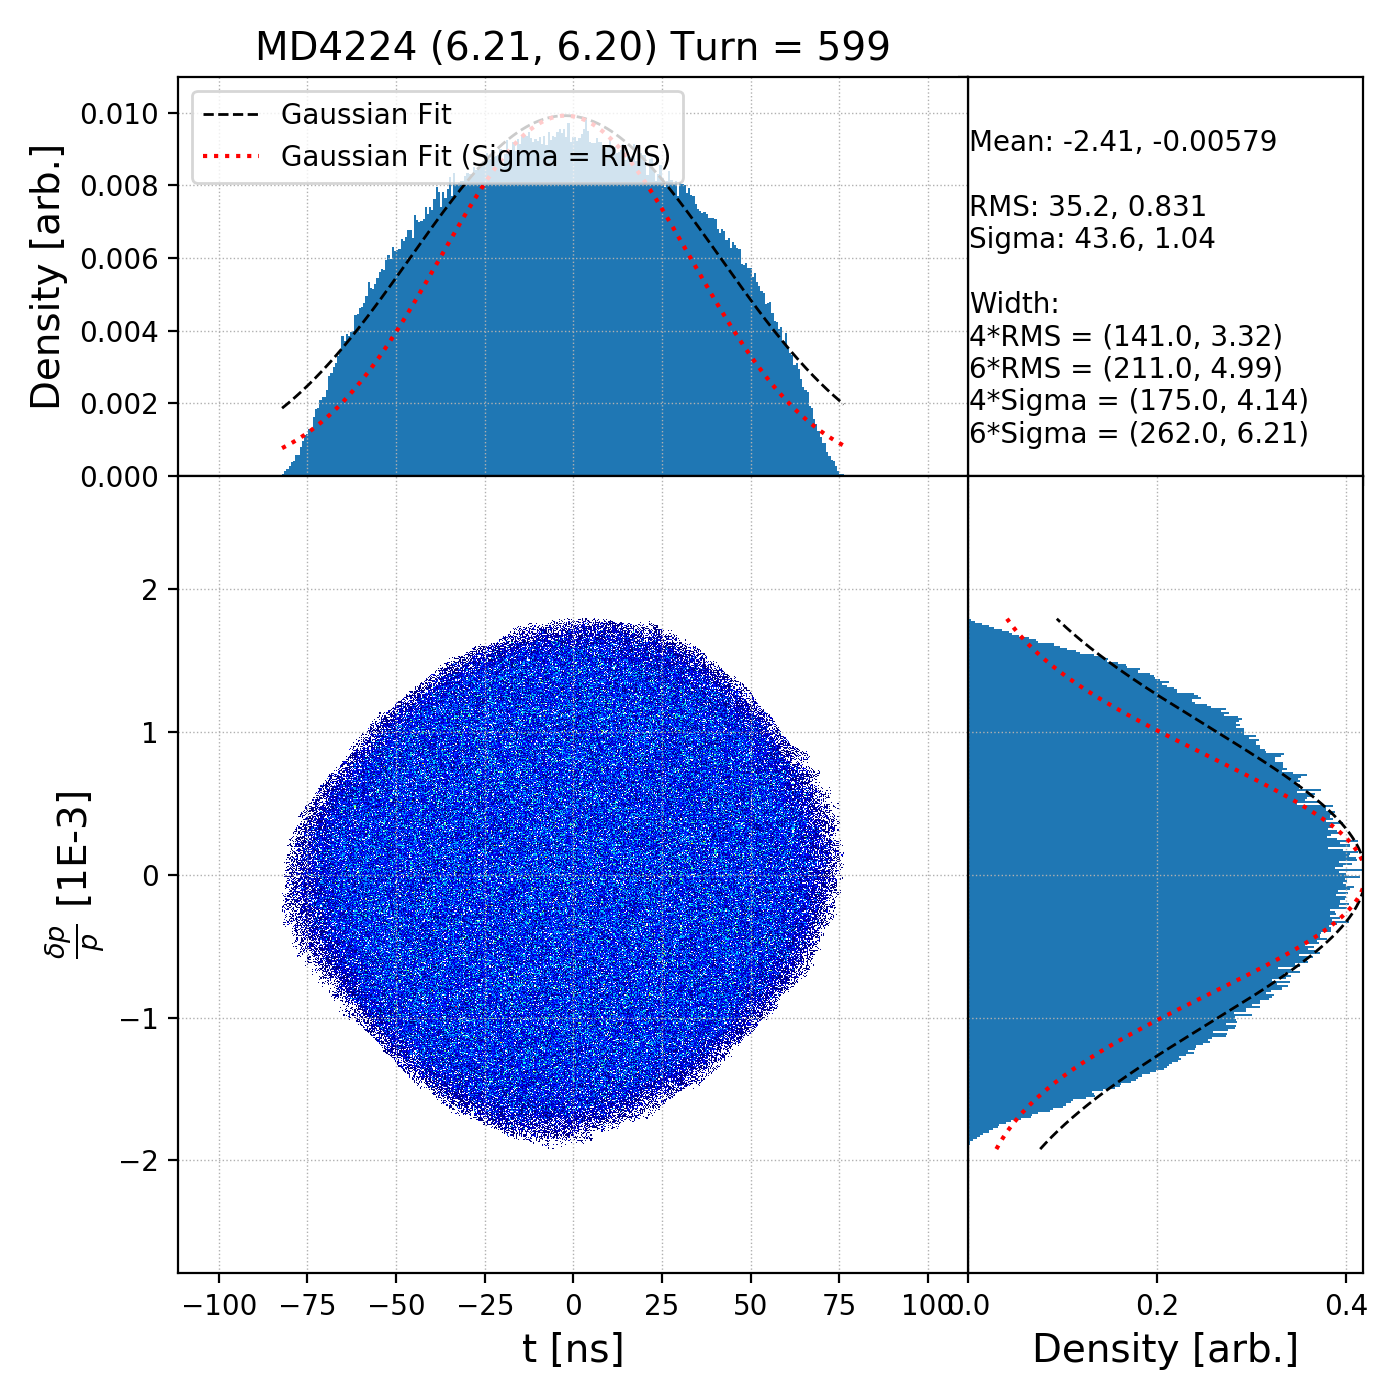 MD4224 (6.21, 6.20) Turn = 599
Gaussian Fit
Gaussian Fit (Sigma = RMS)
Density [arb.]
0.010
0.008
0.006
0.004
0.002
0.000
Mean: -2.41, -0.00579
RMS: 35.2, 0.831
Sigma: 43.6, 1.04
Width:
4*RMS = (141.0, 3.32)
6*RMS = (211.0, 4.99)
4*Sigma = (175.0, 4.14)
6*Sigma = (262.0, 6.21)
δp/p [1E-3]
2
1
0
−1
−2
−100 −75 −50 −25 0 25 50 75 100
t [ns]
0.0 0.2 0.4
Density [arb.]